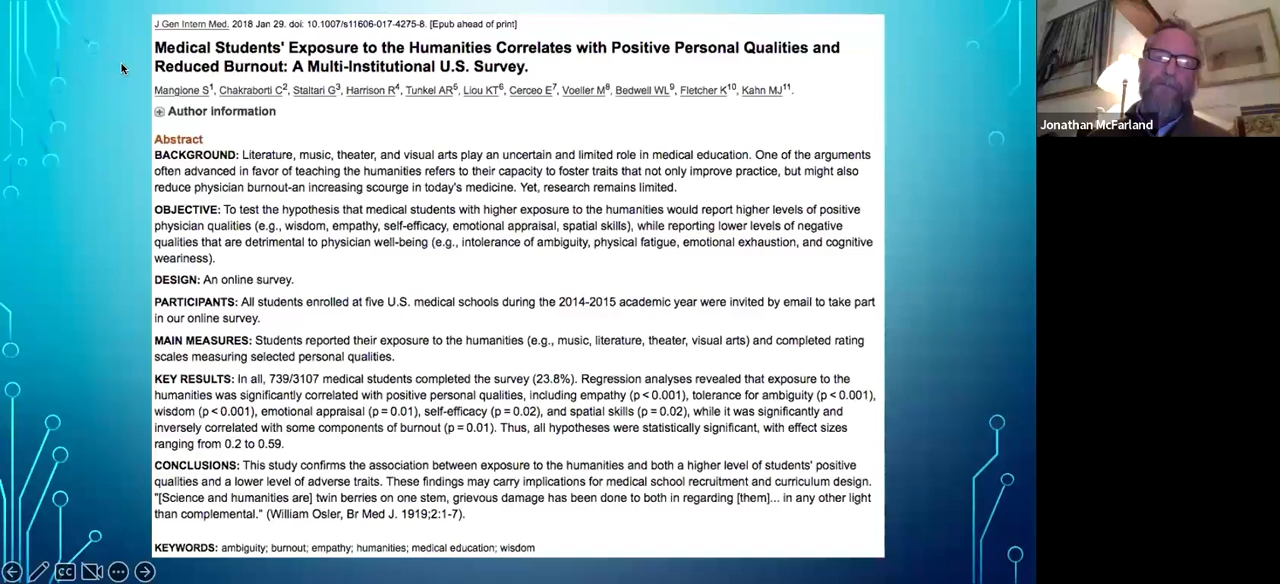 J Gen Intern Med. 2018 Jan 29. doi: 10.1007/s11606-017-4275-8. [Epub ahead of print]
Medical Students' Exposure to the Humanities Correlates with Positive Personal Qualities and
Reduced Burnout: A Multi-Institutional U.S. Survey.
Mangione S1, Chakraborti C2, Staltari G3, Harrison R4, Tunkel AR5, Liou KT6, Cerceo E7, Voeller M8, Bedwell WL9, Fletcher K10, Kahn MJ11.
Author information
Abstract
BACKGROUND: Literature, music, theater, and visual arts play an uncertain and limited role in medical education. One of the arguments
often advanced in favor of teaching the humanities refers to their capacity to foster traits that not only improve practice, but might also
reduce physician burnout-an increasing scourge in today's medicine. Yet, research remains limited.
OBJECTIVE: To test the hypothesis that medical students with higher exposure to the humanities would report higher levels of positive
physician qualities (e.g., wisdom, empathy, self-efficacy, emotional appraisal, spatial skills), while reporting lower levels of negative
qualities that are detrimental to physician well-being (e.g., intolerance of ambiguity, physical fatigue, emotional exhaustion, and cognitive
weariness).
DESIGN: An online survey.
PARTICIPANTS: All students enrolled at five U.S. medical schools during the 2014-2015 academic year were invited by email to take part
in our online survey.
MAIN MEASURES: Students reported their exposure to the humanities (e.g., music, literature, theater, visual arts) and completed rating
scales measuring selected personal qualities.
KEY RESULTS: In all, 739/3107 medical students completed the survey (23.8%). Regression analyses revealed that exposure to the
humanities was significantly correlated with positive personal qualities, including empathy (p < 0.001), tolerance for ambiguity (p < 0.001),
wisdom (p < 0.001), emotional appraisal (p = 0.01), self-efficacy (p = 0.02), and spatial skills (p = 0.02), while it was significantly and
inversely correlated with some components of burnout (p = 0.01). Thus, all hypotheses were statistically significant, with effect sizes
ranging from 0.2 to 0.59.
CONCLUSIONS: This study confirms the association between exposure to the humanities and both a higher level of students' positive
qualities and a lower level of adverse traits. These findings may carry implications for medical school recruitment and curriculum design.
"[Science and humanities are] twin berries on one stem, grievous damage has been done to both in regarding [them]... in any other light
than complemental." (William Osler, Br Med J. 1919;2:1-7).
KEYWORDS: ambiguity; burnout; empathy; humanities; medical education; wisdom
Jonathan McFarland
CC